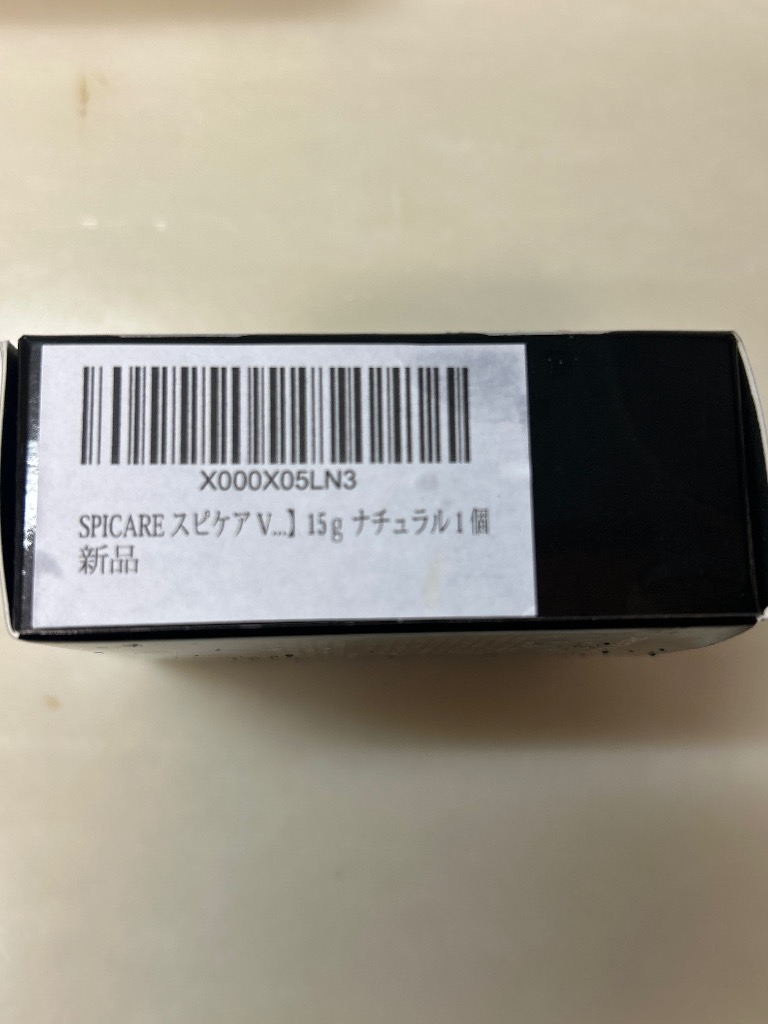 X000X05LN3
SPICARE スピケア V...】 15g ナチュラル 1 個
新品